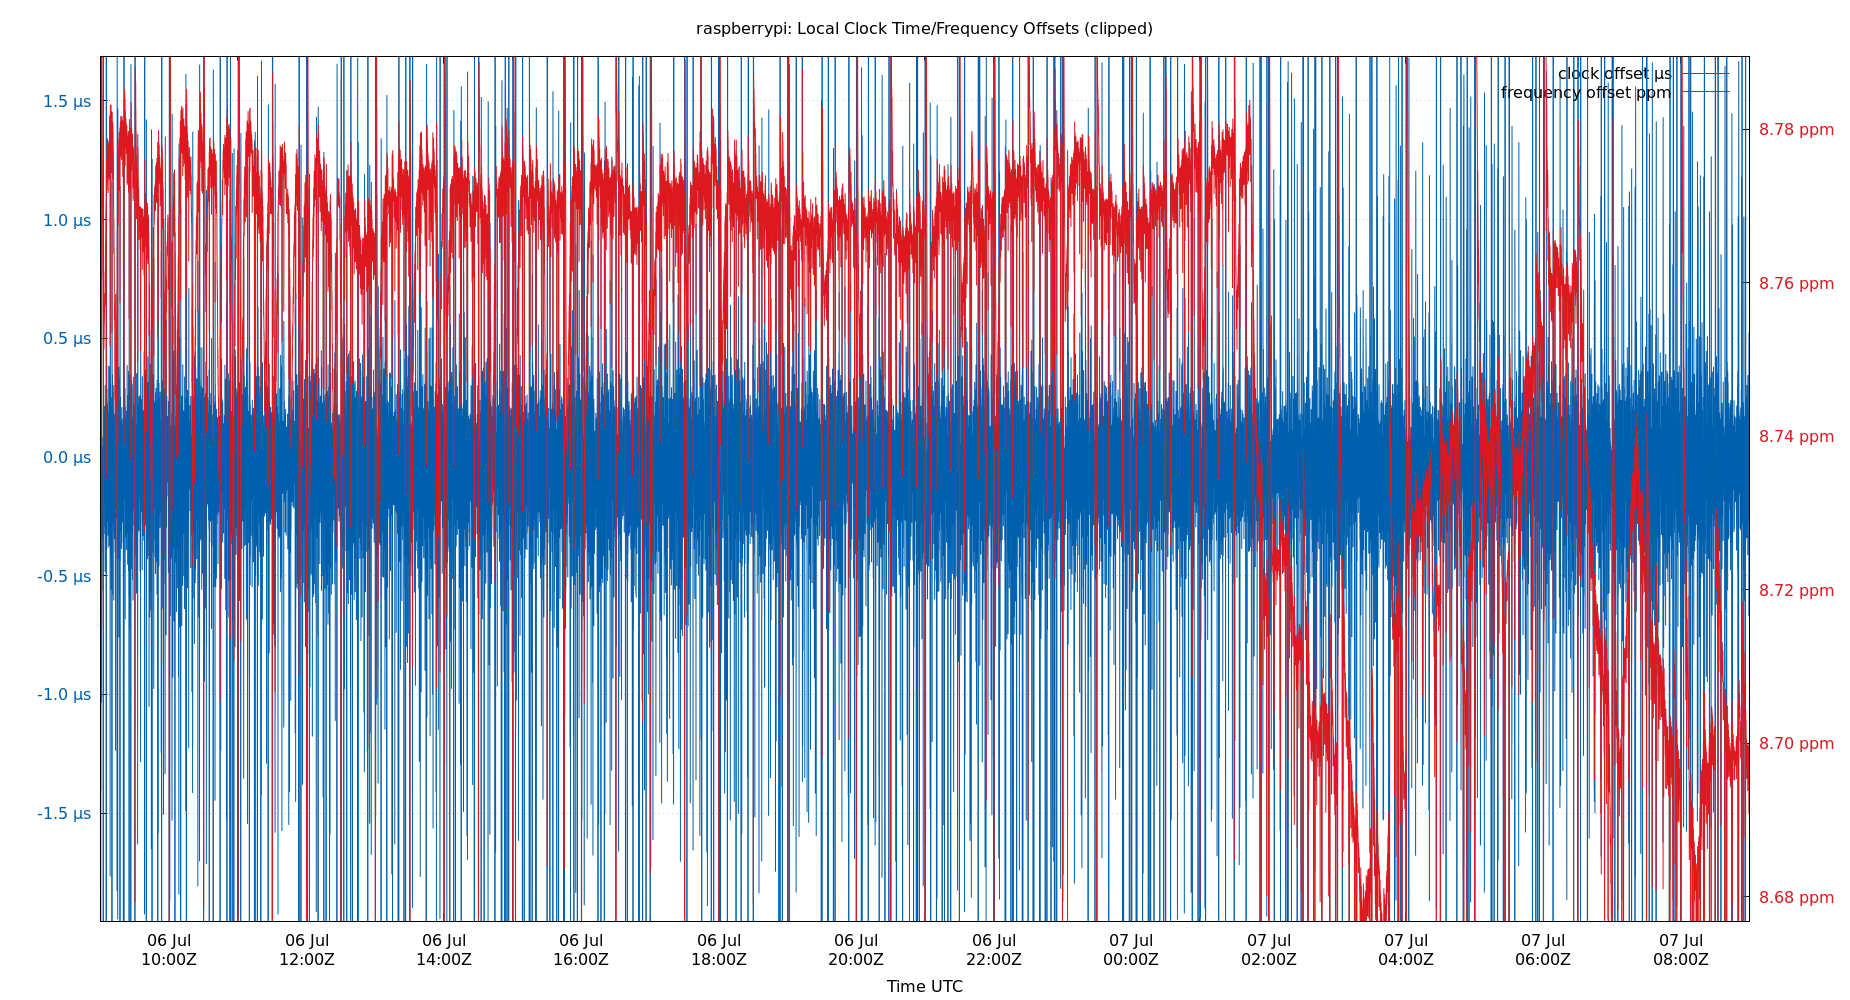 raspberrypi: Local Clock Time/Frequency Offsets (clipped)
clock offset µs
frequency offset ppm
1.5 µs
1.0 µs
0.5 µs
0.0 µs
-0.5 µs
-1.0 µs
-1.5 µs
8.78 ppm
8.76 ppm
8.74 ppm
8.72 ppm
8.70 ppm
8.68 ppm
06 Jul 06 Jul 06 Jul 06 Jul 06 Jul 06 Jul 06 Jul 07 Jul 07 Jul 07 Jul 07 Jul 07 Jul
10:00Z 12:00Z 14:00Z 16:00Z 18:00Z 20:00Z 22:00Z 00:00Z 02:00Z 04:00Z 06:00Z 08:00Z
Time UTC